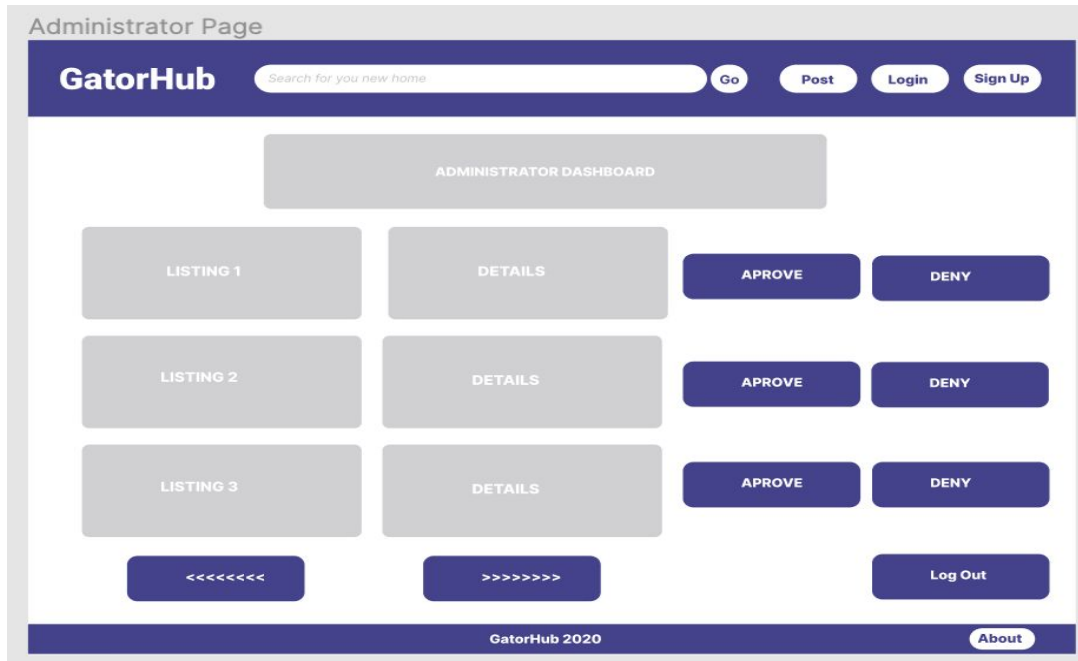 Administrator Page
GatorHub Search for you new home Go Post Login Sign Up
ADMINISTRATOR DASHBOARD
LISTING 1 DETAILS APROVE DENY
LISTING 2 DETAILS APROVE DENY
LISTING 3 DETAILS APROVE DENY
<<<<<<<< >>>>>>>> Log Out
GatorHub 2020 About